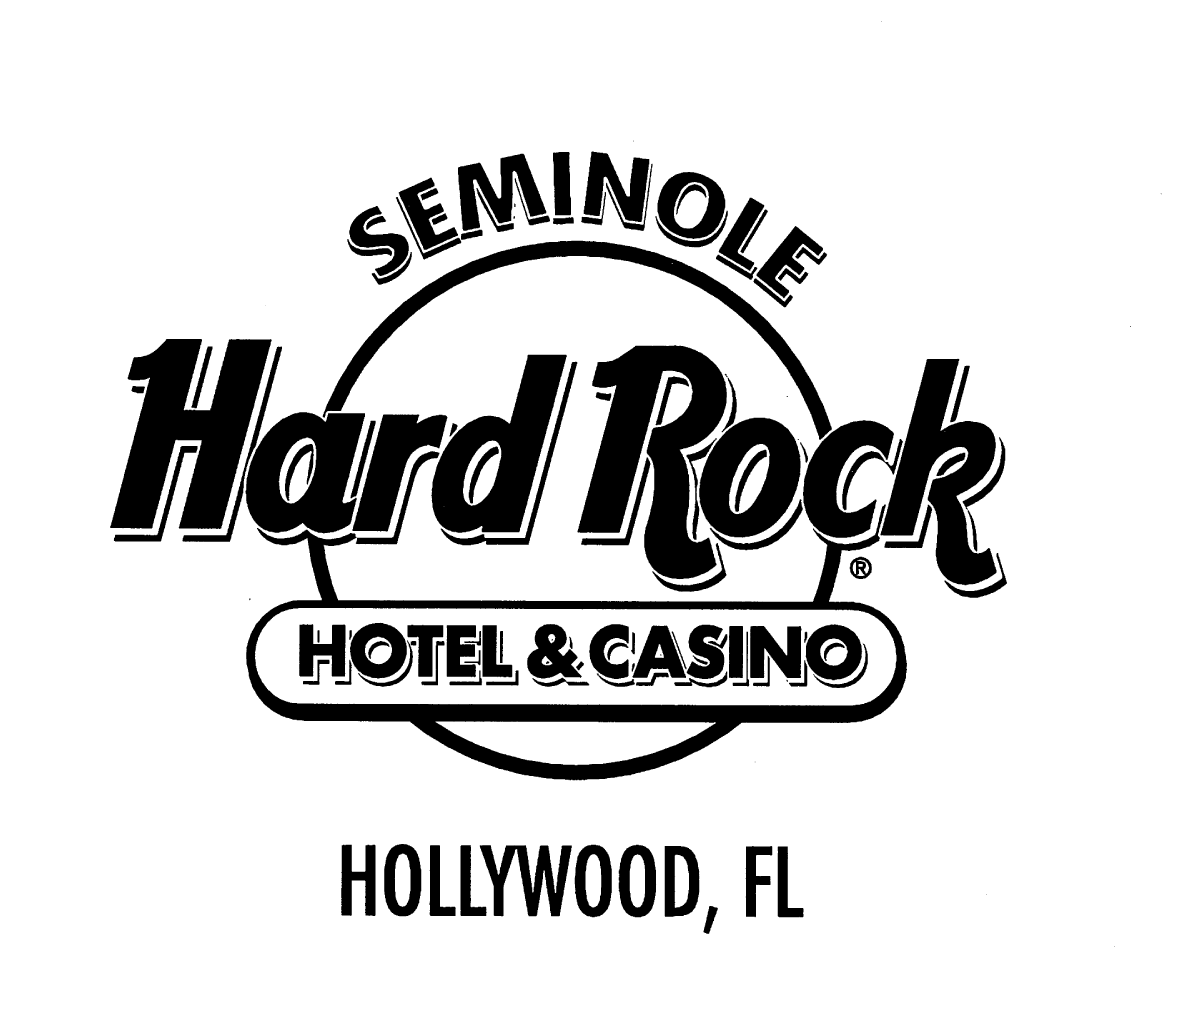 SEMINOLE
Hard Rock
®
HOTEL & CASINO
HOLLYWOOD, FL